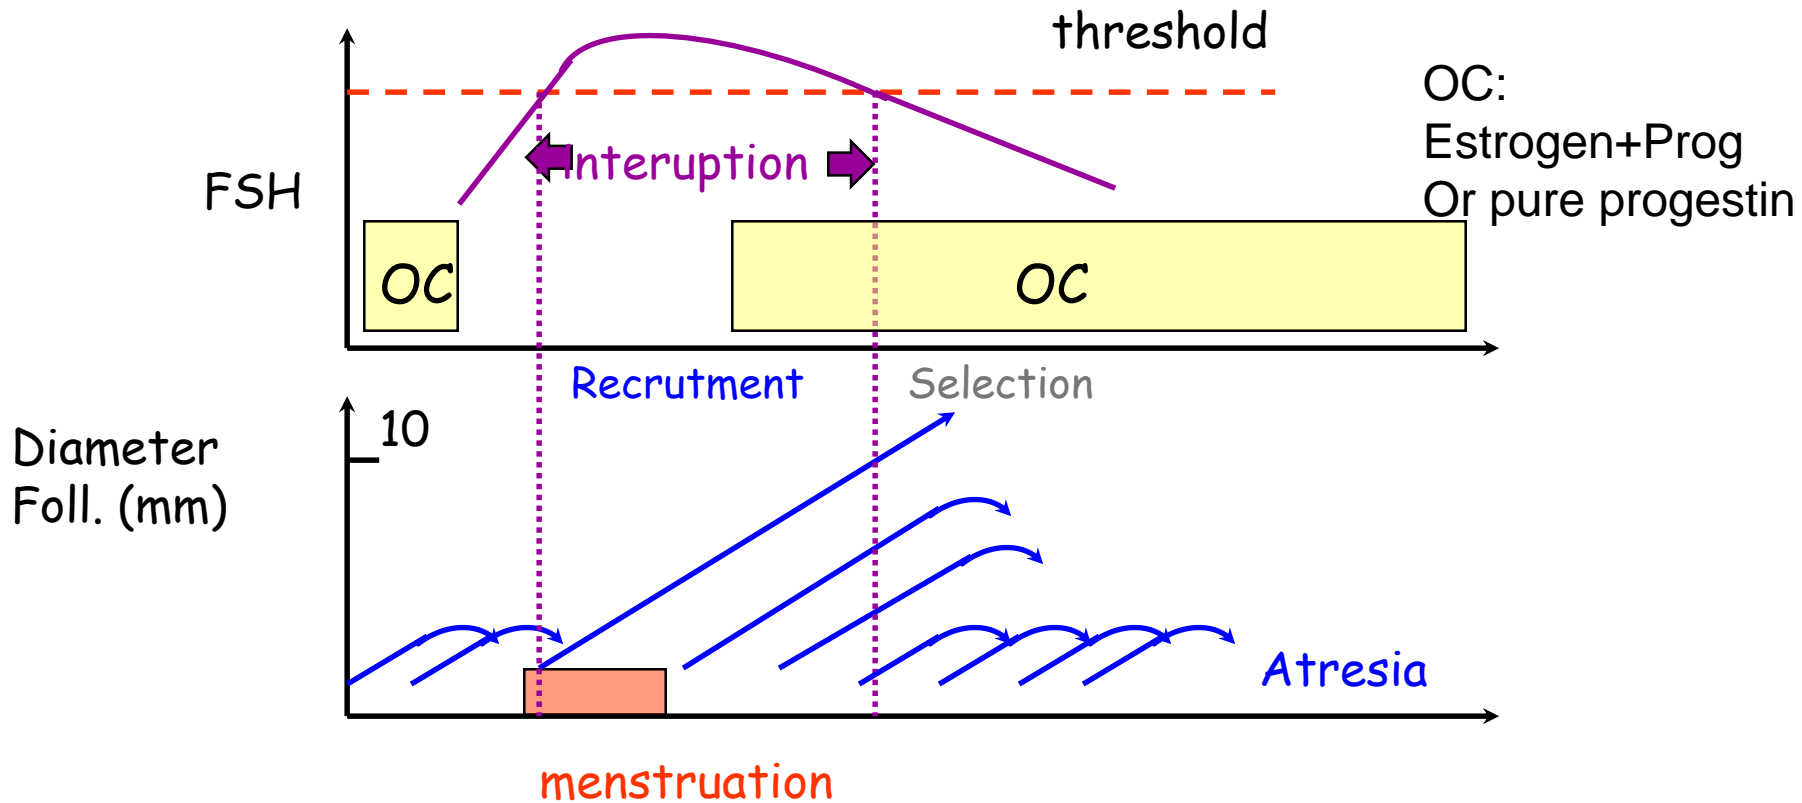 threshold
OC:
Estrogen+Prog
Or pure progestin
Interuption
FSH
OC
OC
Recrutment
Selection
10
Diameter
Foll. (mm)
Atresia
menstruation